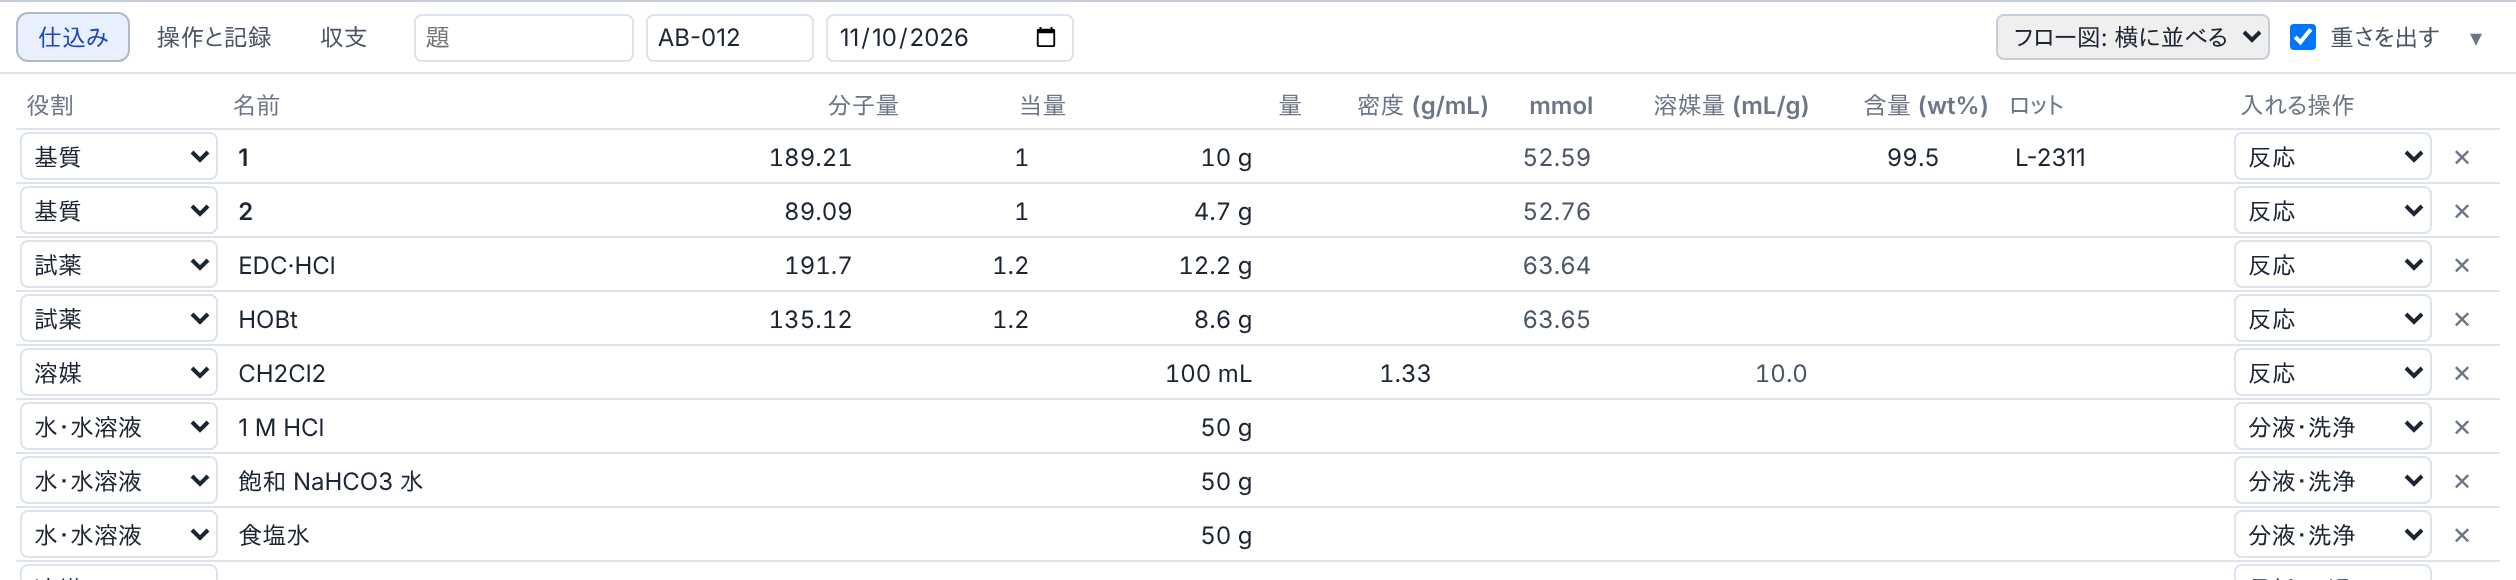 仕込み 操作と記録 収支 題 AB-012 11/10/2026 フロー図: 横に並べる 重さを出す ▼
役割 名前 分子量 当量 量 密度 (g/mL) mmol 溶媒量 (mL/g) 含量 (wt%) ロット 入れる操作
基質 1 189.21 1 10 g 52.59 99.5 L-2311 反応 ×
基質 2 89.09 1 4.7 g 52.76 反応 ×
試薬 EDC·HCl 191.7 1.2 12.2 g 63.64 反応 ×
試薬 HOBt 135.12 1.2 8.6 g 63.65 反応 ×
溶媒 CH2Cl2 100 mL 1.33 10.0 反応 ×
水・水溶液 1 M HCl 50 g 分液・洗浄 ×
水・水溶液 飽和 NaHCO3 水 50 g 分液・洗浄 ×
水・水溶液 食塩水 50 g 分液・洗浄 ×